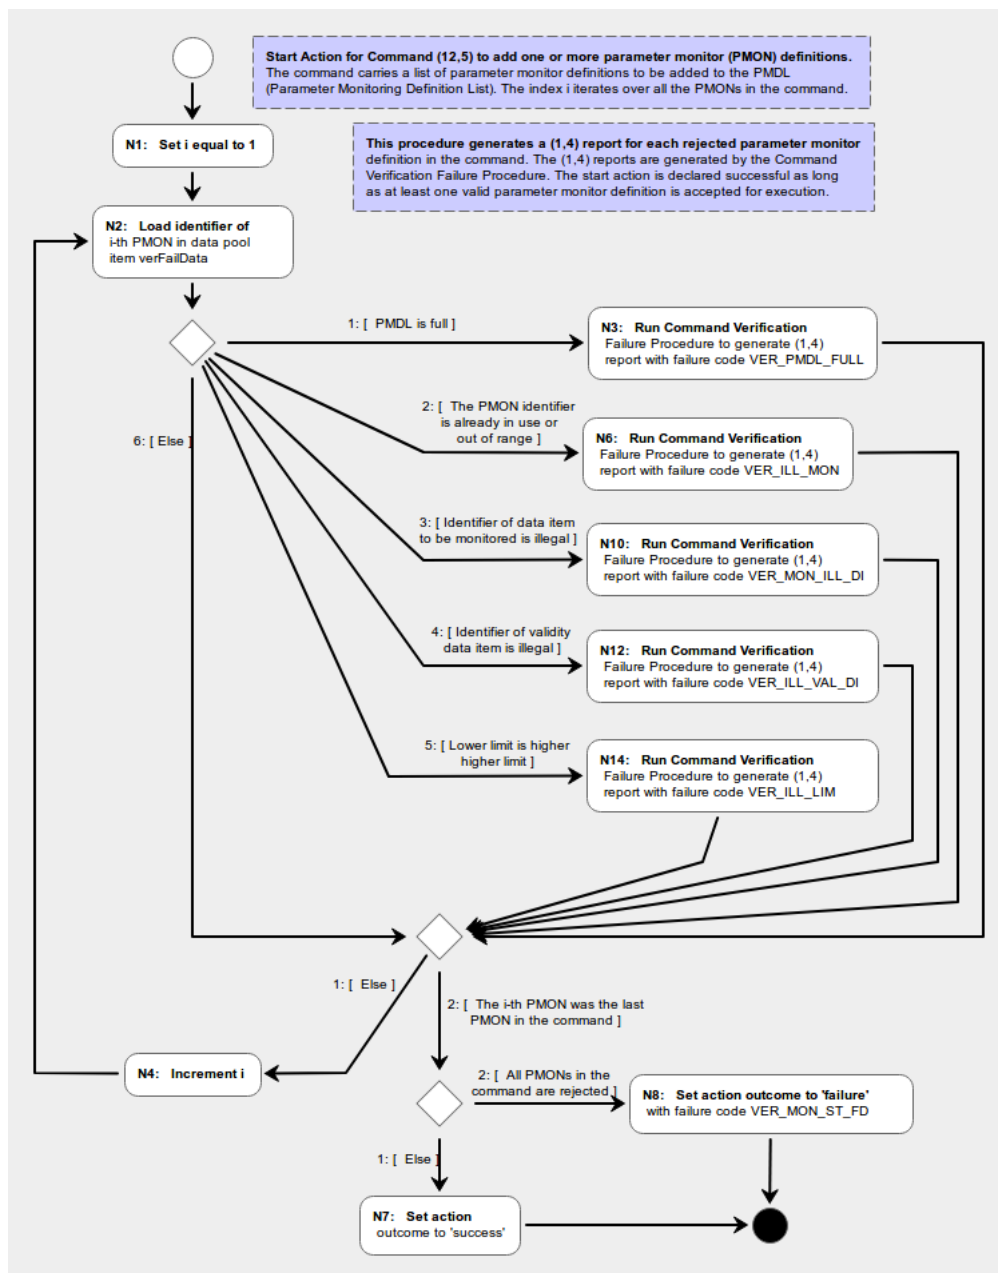 Start Action for Command (12,5) to add one or more parameter monitor (PMON) definitions.
The command carries a list of parameter monitor definitions to be added to the PMDL
(Parameter Monitoring Definition List). The index i iterates over all the PMONs in the command.
This procedure generates a (1,4) report for each rejected parameter monitor
definition in the command. The (1,4) reports are generated by the Command
Verification Failure Procedure. The start action is declared successful as long
as at least one valid parameter monitor definition is accepted for execution.
N1: Set i equal to 1
N2: Load identifier of
i-th PMON in data pool
item verFailData
1: [ PMDL is full ]
N3: Run Command Verification
Failure Procedure to generate (1,4)
report with failure code VER_PMDL_FULL
2: [ The PMON identifier
is already in use or
out of range ]
N6: Run Command Verification
Failure Procedure to generate (1,4)
report with failure code VER_ILL_MON
6: [ Else ]
3: [ Identifier of data item
to be monitored is illegal ]
N10: Run Command Verification
Failure Procedure to generate (1,4)
report with failure code VER_MON_ILL_DI
4: [ Identifier of validity
data item is illegal ]
N12: Run Command Verification
Failure Procedure to generate (1,4)
report with failure code VER_ILL_VAL_DI
5: [ Lower limit is higher
higher limit ]
N14: Run Command Verification
Failure Procedure to generate (1,4)
report with failure code VER_ILL_LIM
1: [ Else ]
2: [ The i-th PMON was the last
PMON in the command ]
N4: Increment i
2: [ All PMONs in the
command are rejected ]
N8: Set action outcome to 'failure'
with failure code VER_MON_ST_FD
1: [ Else ]
N7: Set action
outcome to 'success'